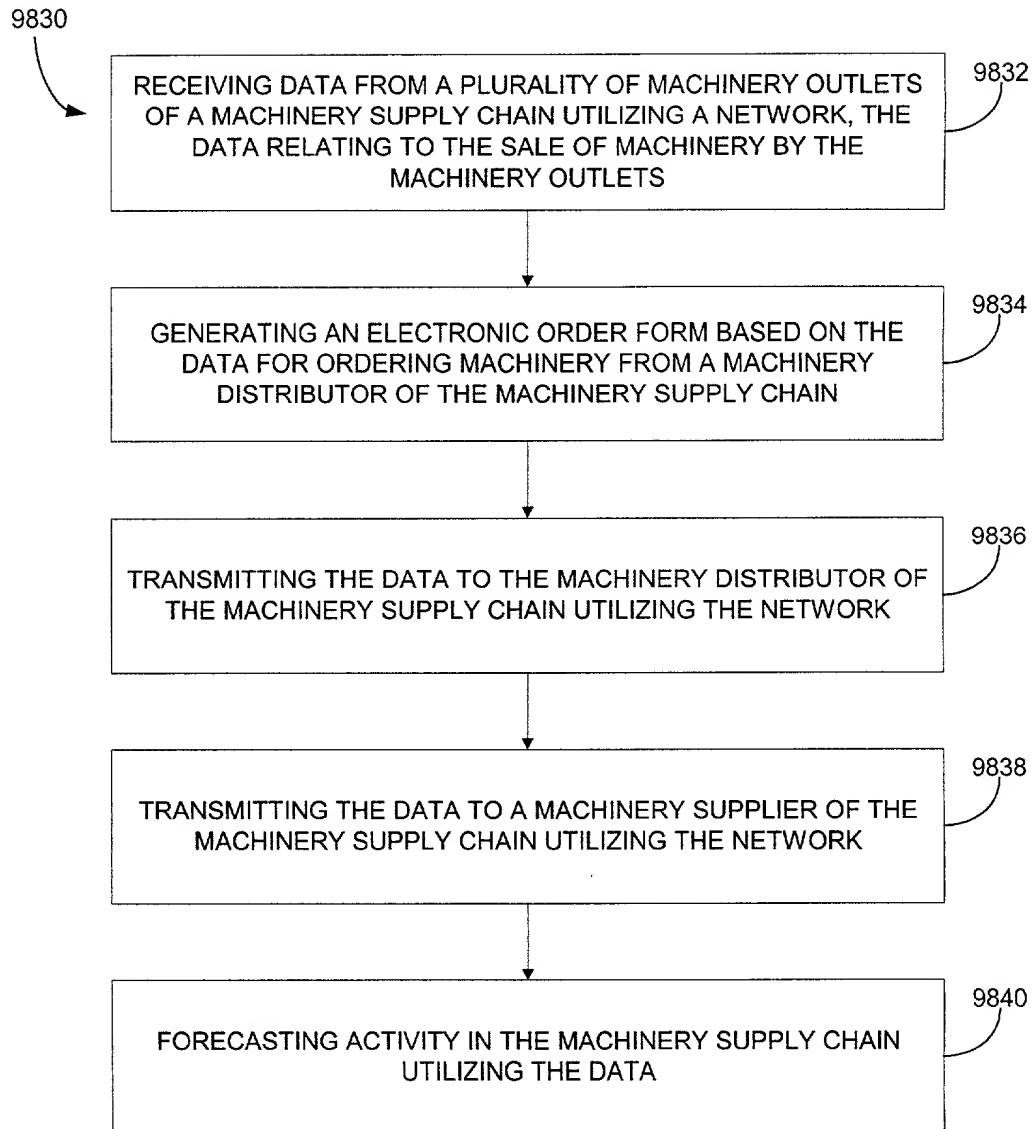 9830
RECEIVING DATA FROM A PLURALITY OF MACHINERY OUTLETS
OF A MACHINERY SUPPLY CHAIN UTILIZING A NETWORK, THE
DATA RELATING TO THE SALE OF MACHINERY BY THE
MACHINERY OUTLETS
9832
GENERATING AN ELECTRONIC ORDER FORM BASED ON THE
DATA FOR ORDERING MACHINERY FROM A MACHINERY
DISTRIBUTOR OF THE MACHINERY SUPPLY CHAIN
9834
TRANSMITTING THE DATA TO THE MACHINERY DISTRIBUTOR OF
THE MACHINERY SUPPLY CHAIN UTILIZING THE NETWORK
9836
TRANSMITTING THE DATA TO A MACHINERY SUPPLIER OF THE
MACHINERY SUPPLY CHAIN UTILIZING THE NETWORK
9838
FORECASTING ACTIVITY IN THE MACHINERY SUPPLY CHAIN
UTILIZING THE DATA
9840